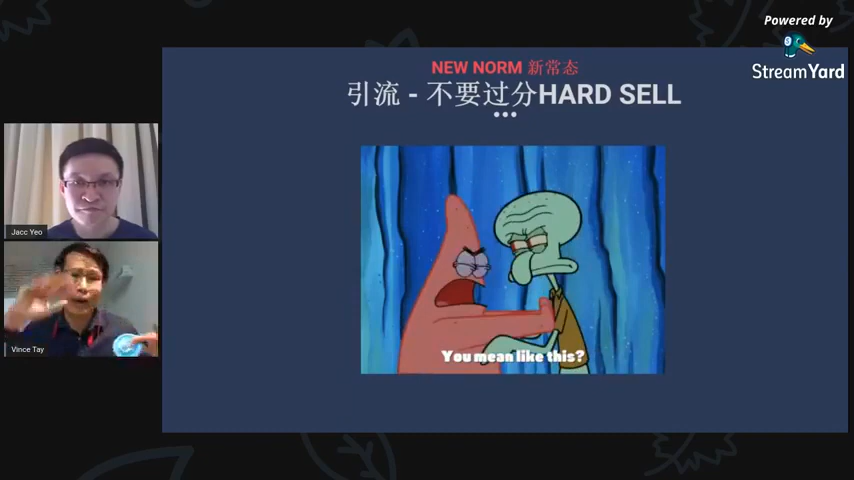 Powered by
StreamYard
NEW NORM 新常态
引流 - 不要过分HARD SELL
Jacc Yeo
You mean like this?
Vince Tay